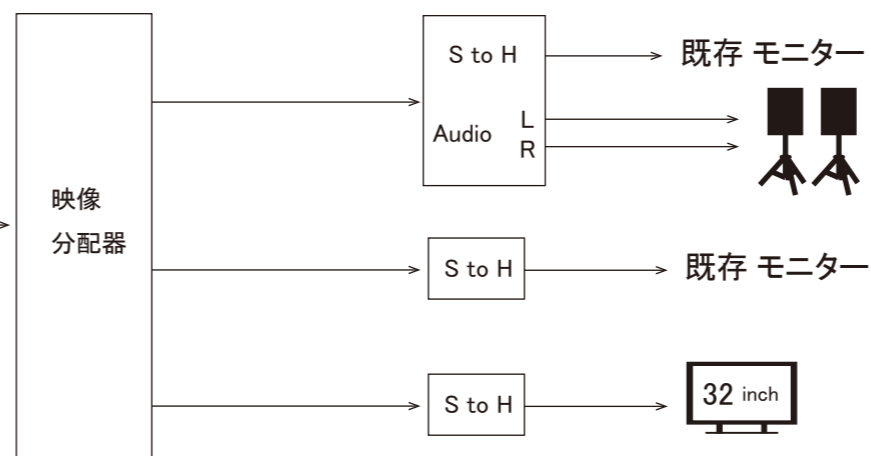 映像
分配器
S to H
Audio
L
R
既存 モニター
S to H
既存 モニター
S to H
32 inch